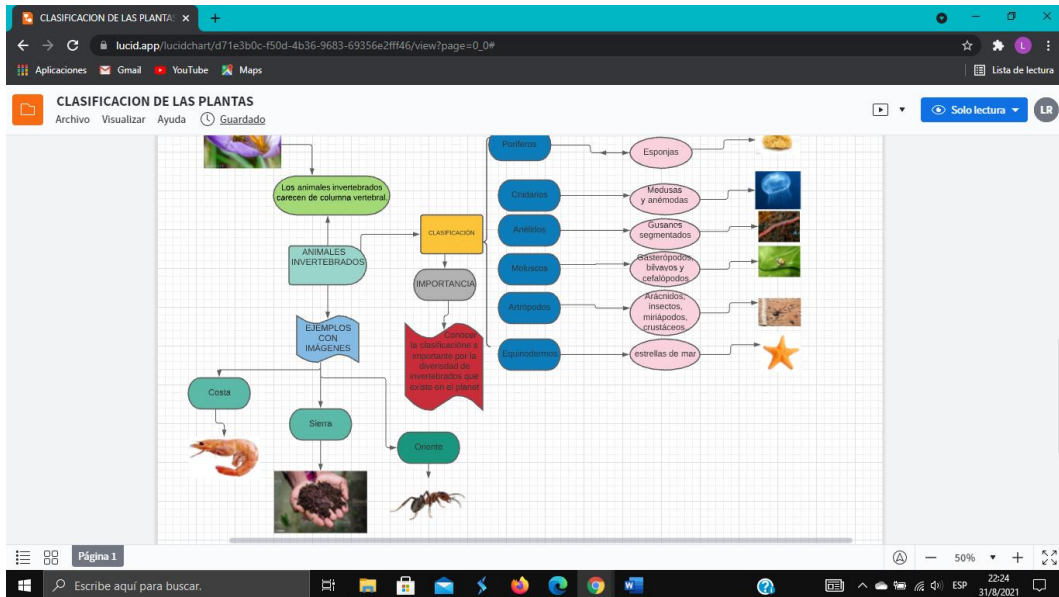 CLASIFICACION DE LAS PLANTA
lucid.app/lucidchart/d71e3b0c-f50d-4b36-9683-69356e2fff46/view?page=0_0#
L
Aplicaciones
Gmail
YouTube
Maps
Lista de lectura
CLASIFICACION DE LAS PLANTAS
Archivo Visualizar Ayuda Guardado
Solo lectura
LR
Poríferos
Esponjas
Los animales invertebrados
carecen de columna vertebral.
Cnidarios
Medusas
y anémodas
CLASIFICACIÓN
Anélidos
Gusanos
segmentados
ANIMALES
INVERTEBRADOS
Moluscos
Gasterópodos,
bilvavos y
cefalópodos.
IMPORTANCIA
Artrópodos
Arácnidos,
insectos,
miriápodos,
crustáceos.
EJEMPLOS
CON
IMÁGENES
Conocer
la clasificacióne s
importante por la
diverisdad de
invertebrados que
existe en el planet
Equinodermos
estrellas de mar
Costa
Sierra
Oriente
Página 1
50%
Escribe aquí para buscar.
ESP
22:24
31/8/2021